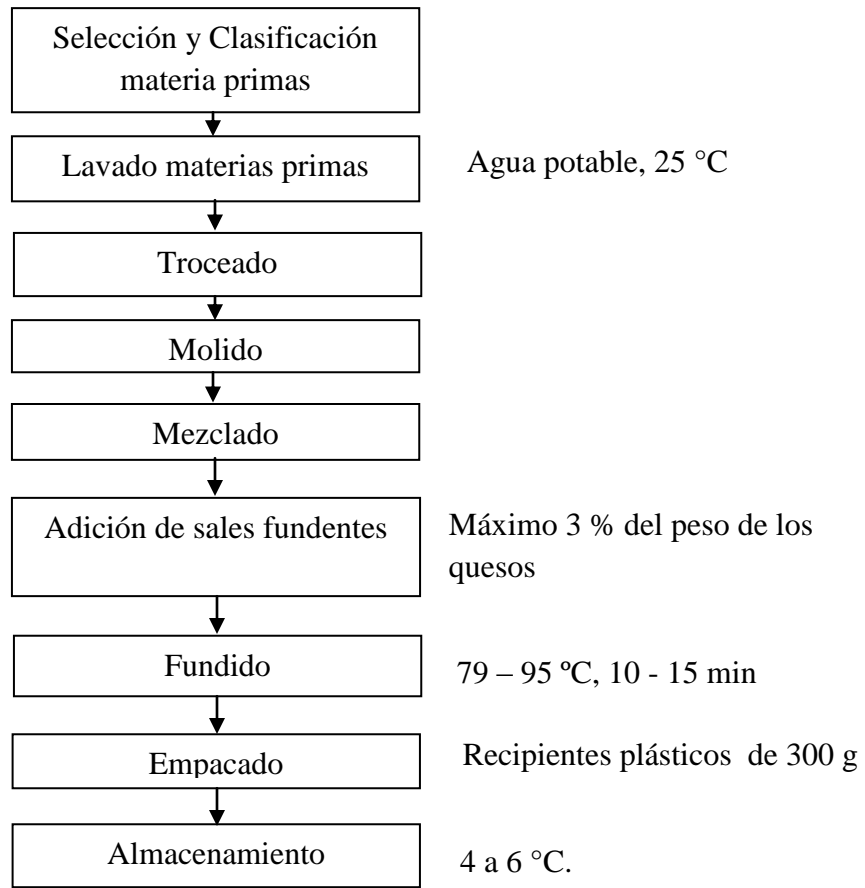 Selección y Clasificación
materia primas
Lavado materias primas
Agua potable, 25 °C
Troceado
Molido
Mezclado
Adición de sales fundentes
Máximo 3 % del peso de los
quesos
Fundido
79 – 95 ºC, 10 - 15 min
Empacado
Recipientes plásticos de 300 g
Almacenamiento
4 a 6 °C.